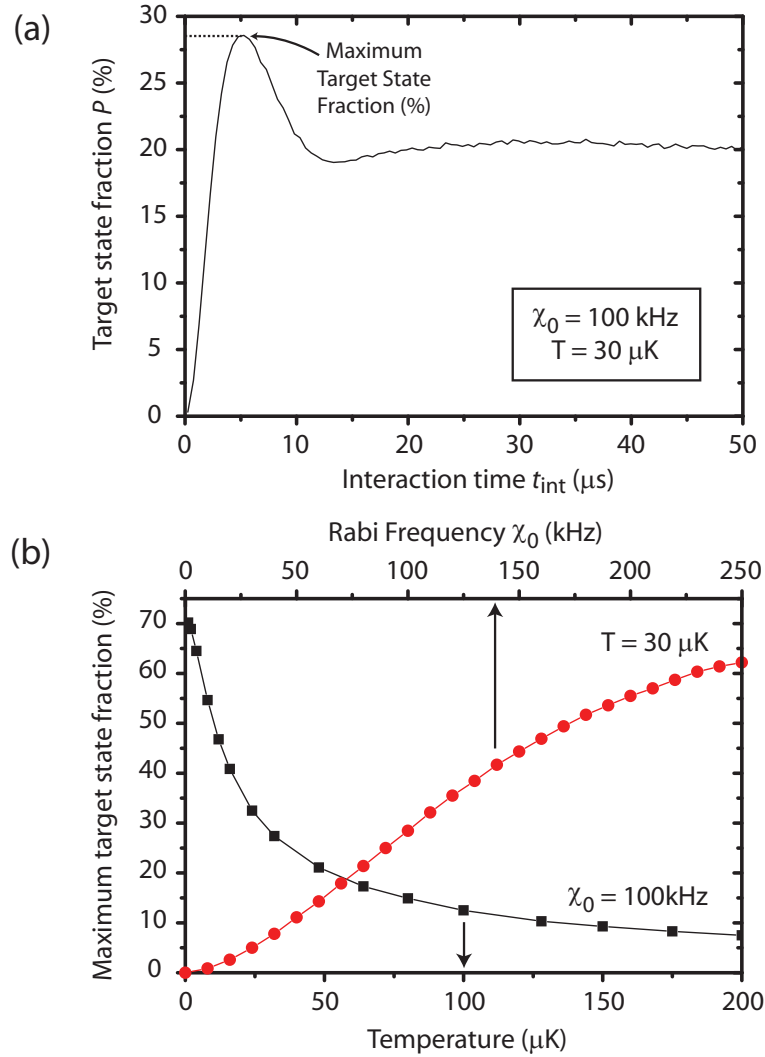 (a)
30
25
20
15
10
5
0
Target state fraction P (%)
Maximum
Target State
Fraction (%)
χ0 = 100 kHz
T = 30 μK
0 10 20 30 40 50
Interaction time tint (μs)
(b)
Rabi Frequency χ0 (kHz)
0 50 100 150 200 250
70
60
50
40
30
20
10
0
Maximum target state fraction (%)
T = 30 μK
χ0 = 100kHz
0 50 100 150 200
Temperature (μK)